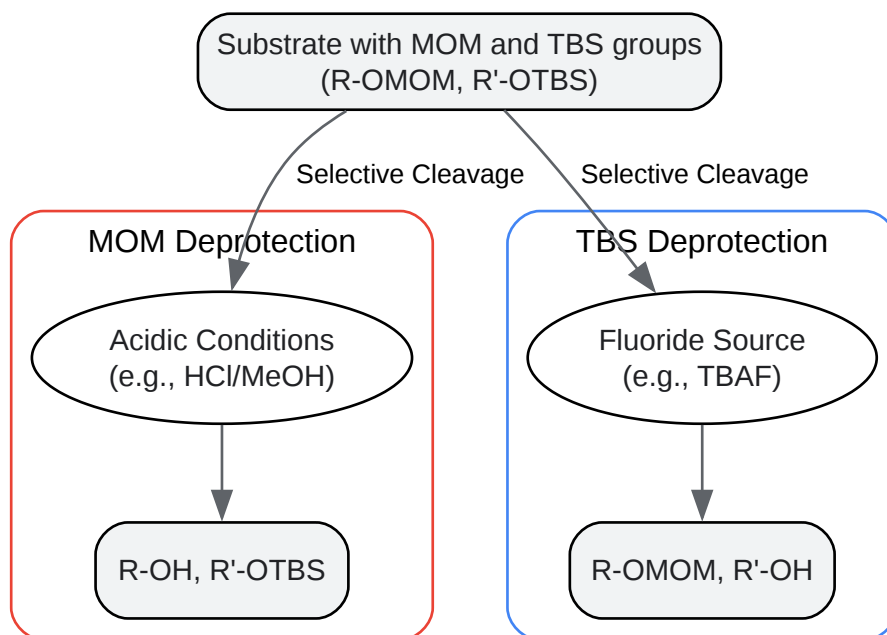 Substrate with MOM and TBS groups
(R-OMOM, R'-OTBS)
Selective Cleavage
Selective Cleavage
MOM Deprotection
TBS Deprotection
Acidic Conditions
(e.g., HCl/MeOH)
Fluoride Source
(e.g., TBAF)
R-OH, R'-OTBS
R-OMOM, R'-OH